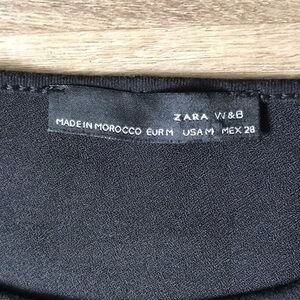 ZARA W&B
MADE IN MOROCCO EUR M USA M MEX 28